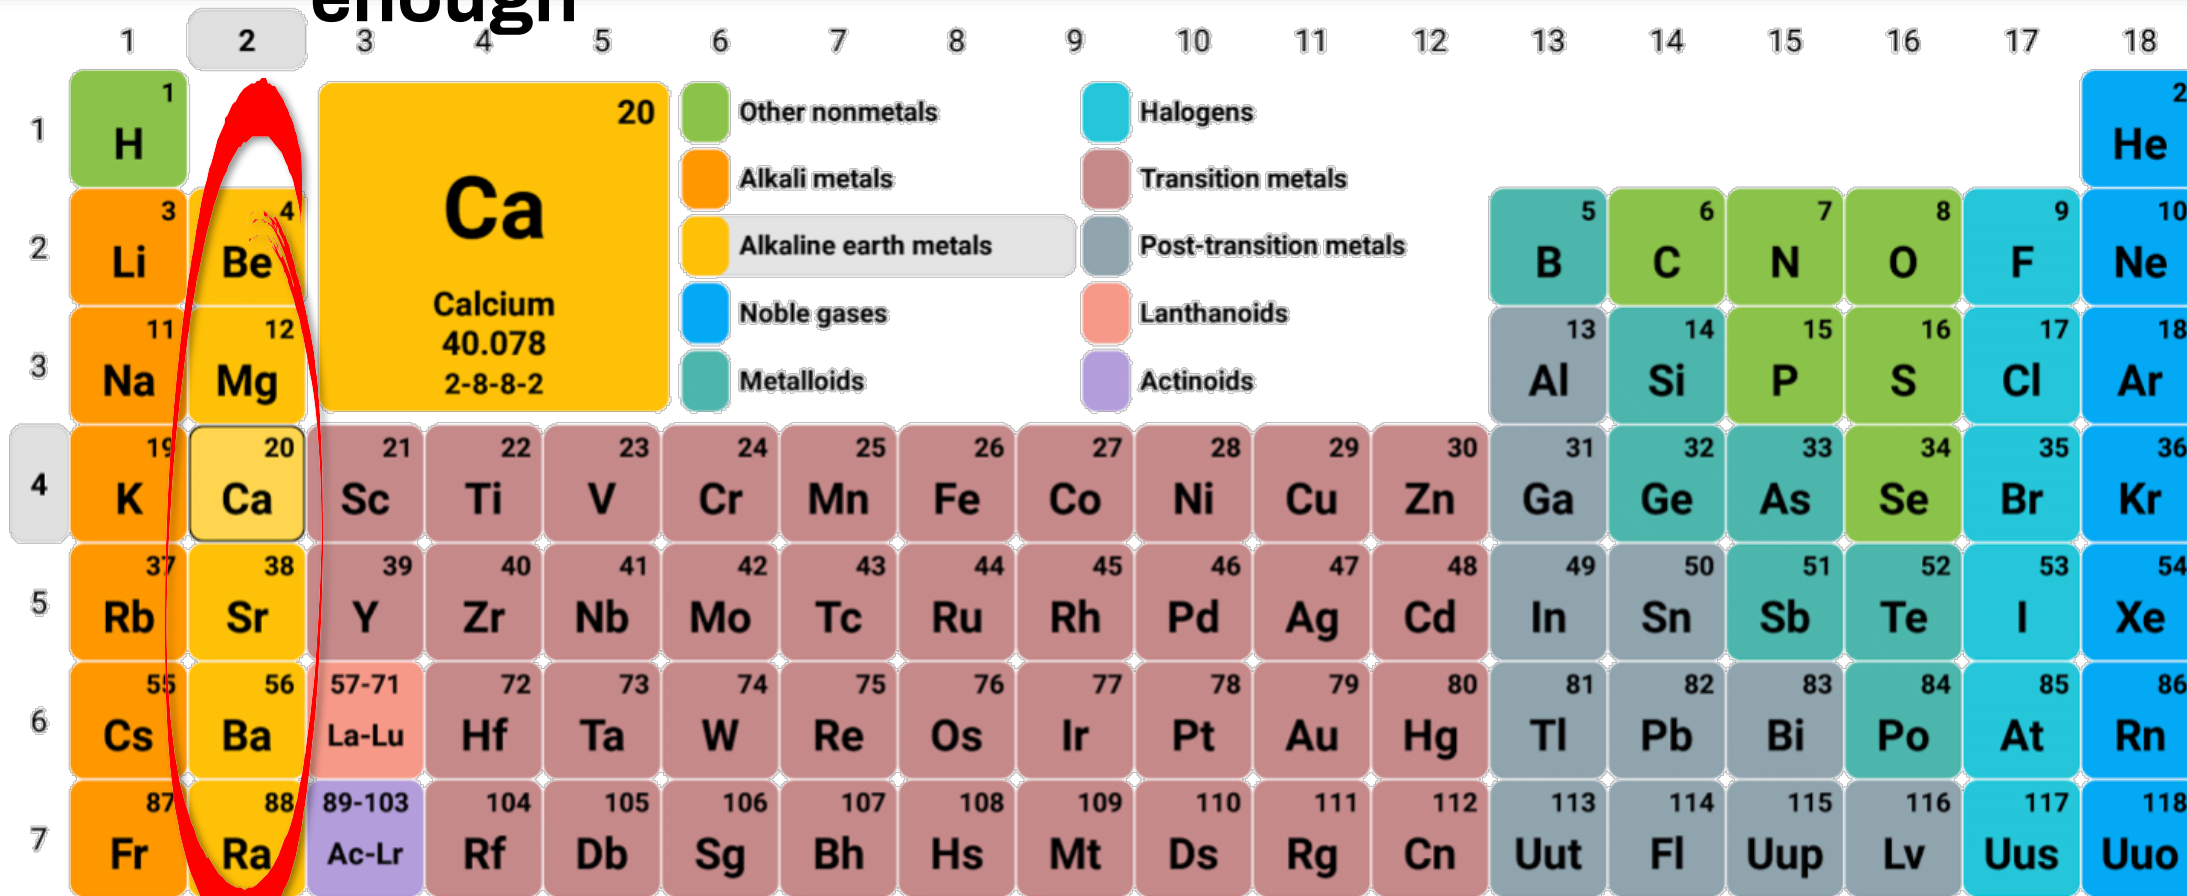 enough
1 2 3 4 5 6 7 8 9 10 11 12 13 14 15 16 17 18
1 1 H 2 He
20 Ca Calcium 40.078 2-8-8-2
Other nonmetals Halogens
Alkali metals Transition metals
Alkaline earth metals Post-transition metals
Noble gases Lanthanoids
Metalloids Actinoids
2 3 Li 4 Be 5 B 6 C 7 N 8 O 9 F 10 Ne
3 11 Na 12 Mg 13 Al 14 Si 15 P 16 S 17 Cl 18 Ar
4 19 K 20 Ca 21 Sc 22 Ti 23 V 24 Cr 25 Mn 26 Fe 27 Co 28 Ni 29 Cu 30 Zn 31 Ga 32 Ge 33 As 34 Se 35 Br 36 Kr
5 37 Rb 38 Sr 39 Y 40 Zr 41 Nb 42 Mo 43 Tc 44 Ru 45 Rh 46 Pd 47 Ag 48 Cd 49 In 50 Sn 51 Sb 52 Te 53 I 54 Xe
6 55 Cs 56 Ba 57-71 La-Lu 72 Hf 73 Ta 74 W 75 Re 76 Os 77 Ir 78 Pt 79 Au 80 Hg 81 Tl 82 Pb 83 Bi 84 Po 85 At 86 Rn
7 87 Fr 88 Ra 89-103 Ac-Lr 104 Rf 105 Db 106 Sg 107 Bh 108 Hs 109 Mt 110 Ds 111 Rg 112 Cn 113 Uut 114 Fl 115 Uup 116 Lv 117 Uus 118 Uuo